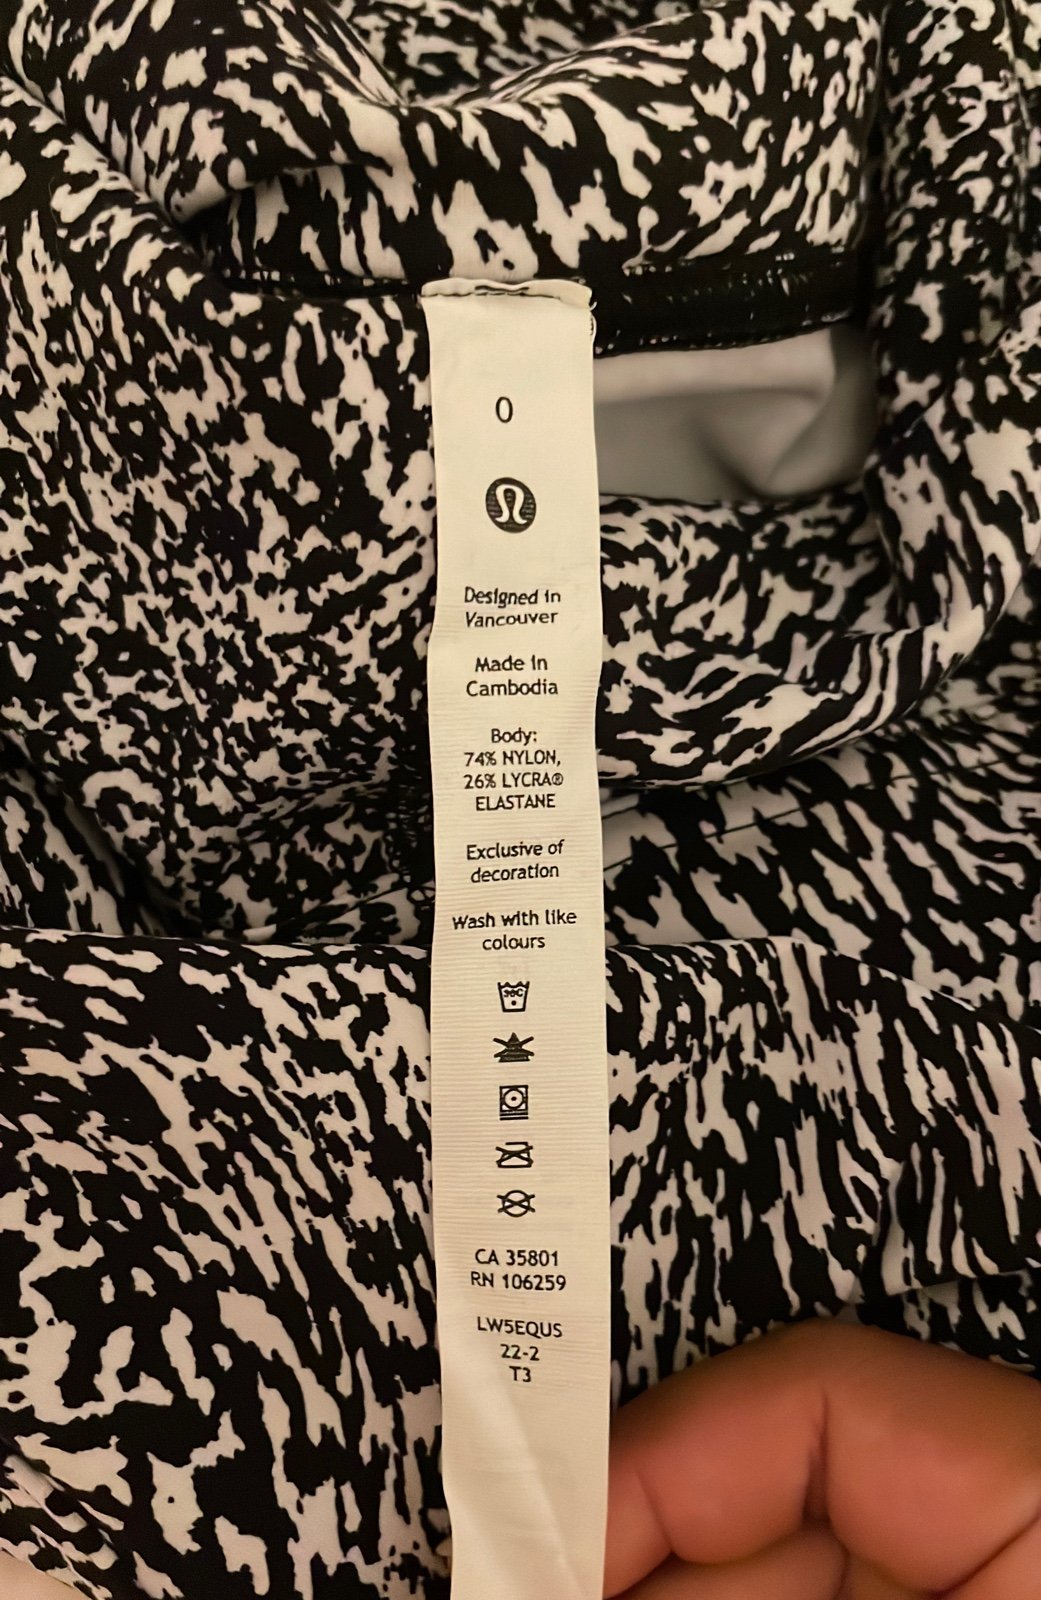 0
Designed in
Vancouver
Made in
Cambodia
Body:
74% NYLON,
26% LYCRA®
ELASTANE
Exclusive of
decoration
Wash with like
colours
30C
CA 35801
RN 106259
LW5EQUS
22-2
T3